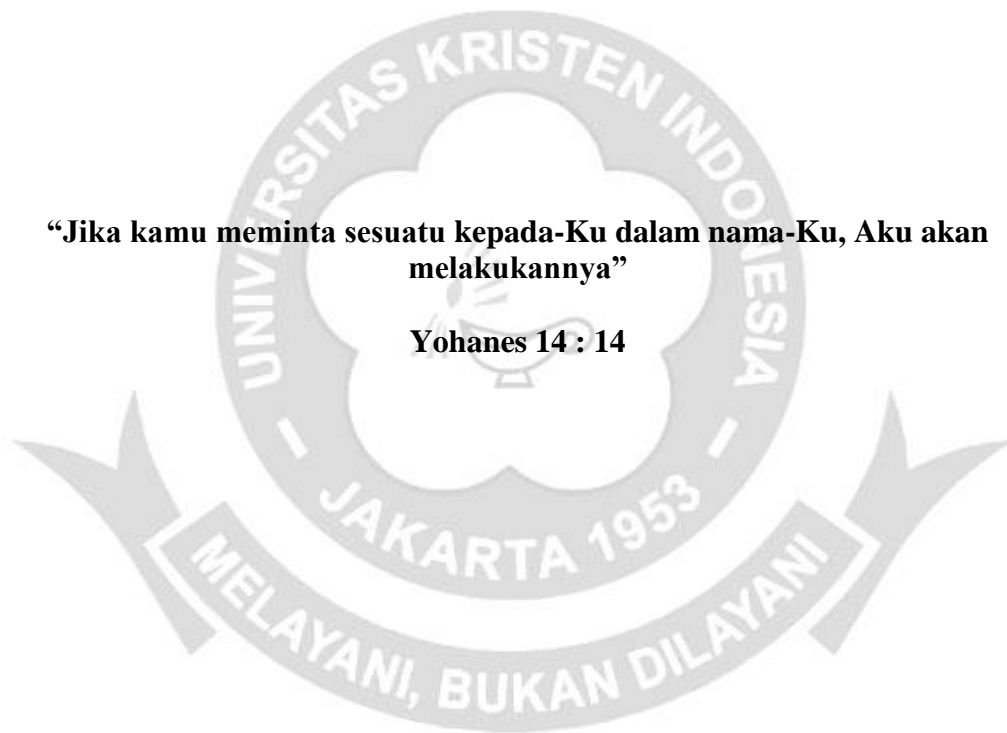 UNIVERSITAS KRISTEN INDONESIA
“Jika kamu meminta sesuatu kepada-Ku dalam nama-Ku, Aku akan
melakukannya”
Yohanes 14 : 14
JAKARTA 1953
MELAYANI, BUKAN DILAYANI